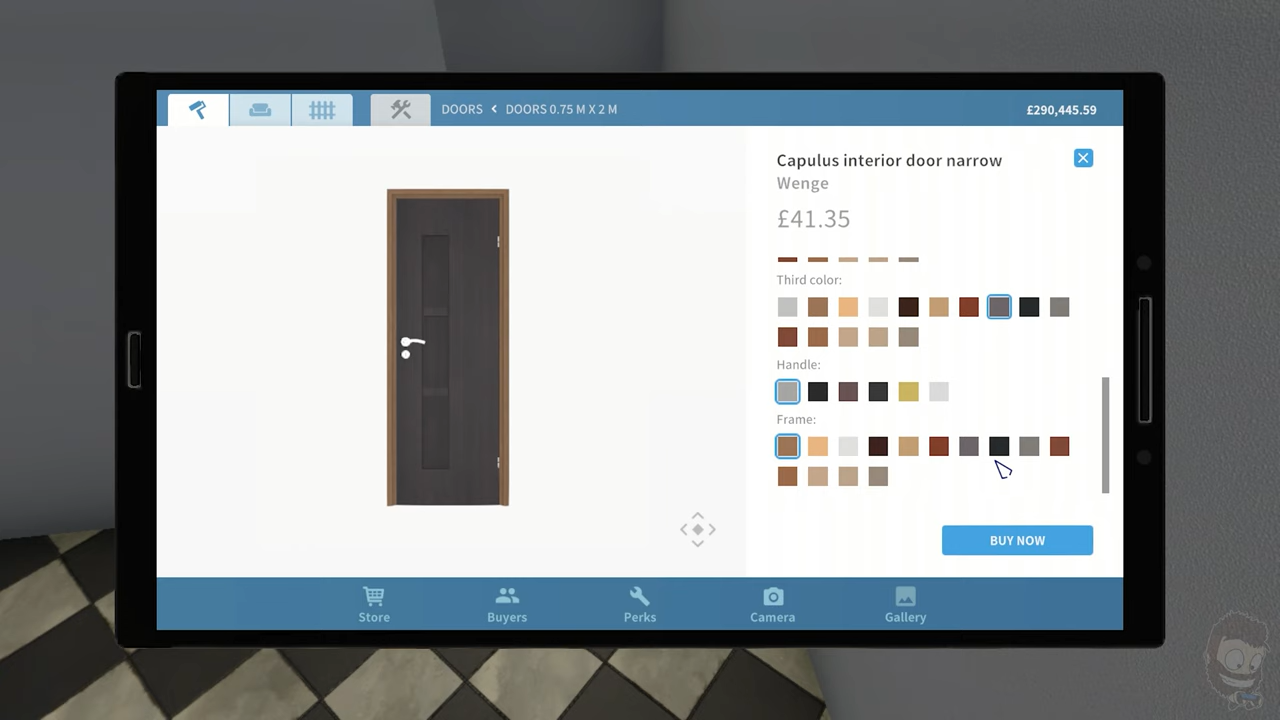 DOORS < DOORS 0.75 M X 2 M
£290,445.59
Capulus interior door narrow
Wenge
£41.35
Third color:
Handle:
Frame:
BUY NOW
Store
Buyers
Perks
Camera
Gallery